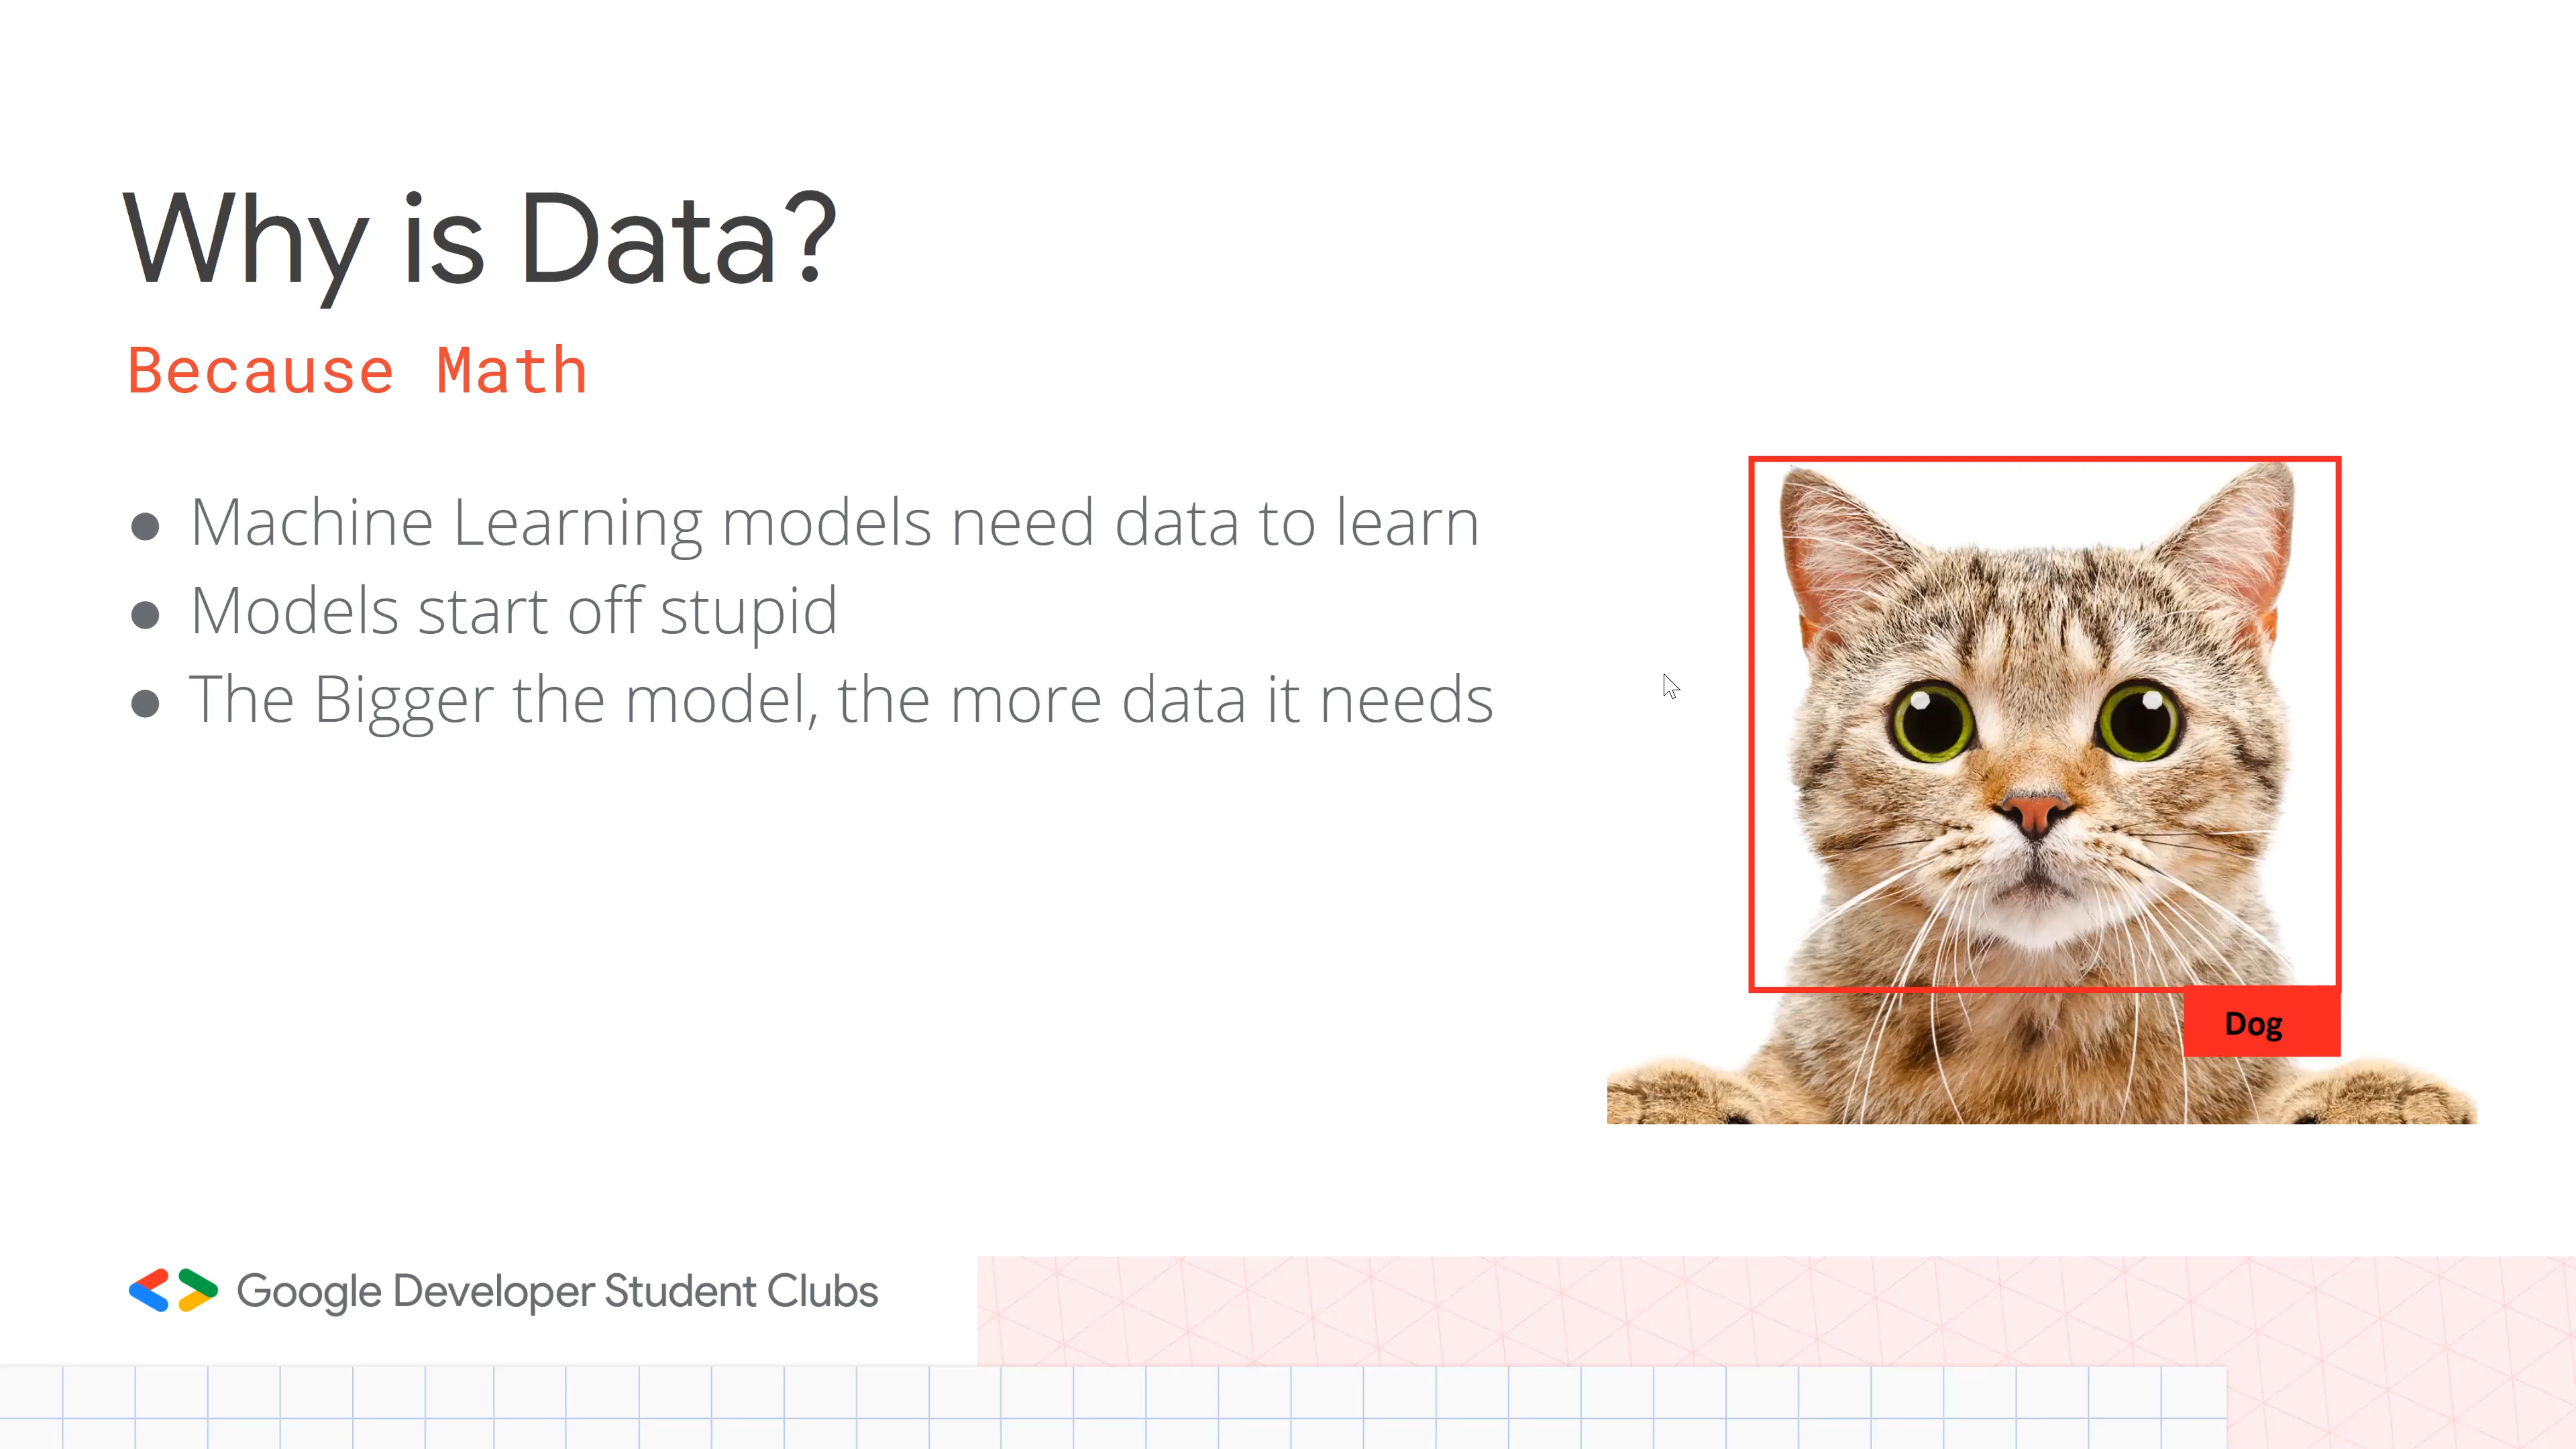 Why is Data?
Because Math
● Machine Learning models need data to learn
● Models start off stupid
● The Bigger the model, the more data it needs
Dog
Google Developer Student Clubs